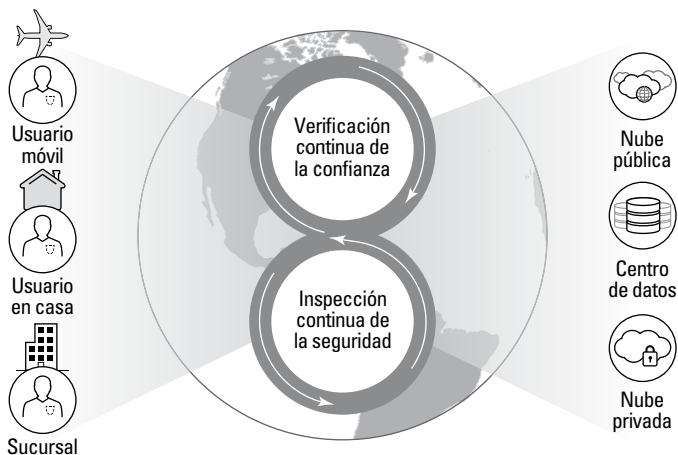 Usuario
móvil
Usuario
en casa
Sucursal
Verificación
continua de
la confianza
Inspección
continua de
la seguridad
Nube
pública
Centro
de datos
Nube
privada